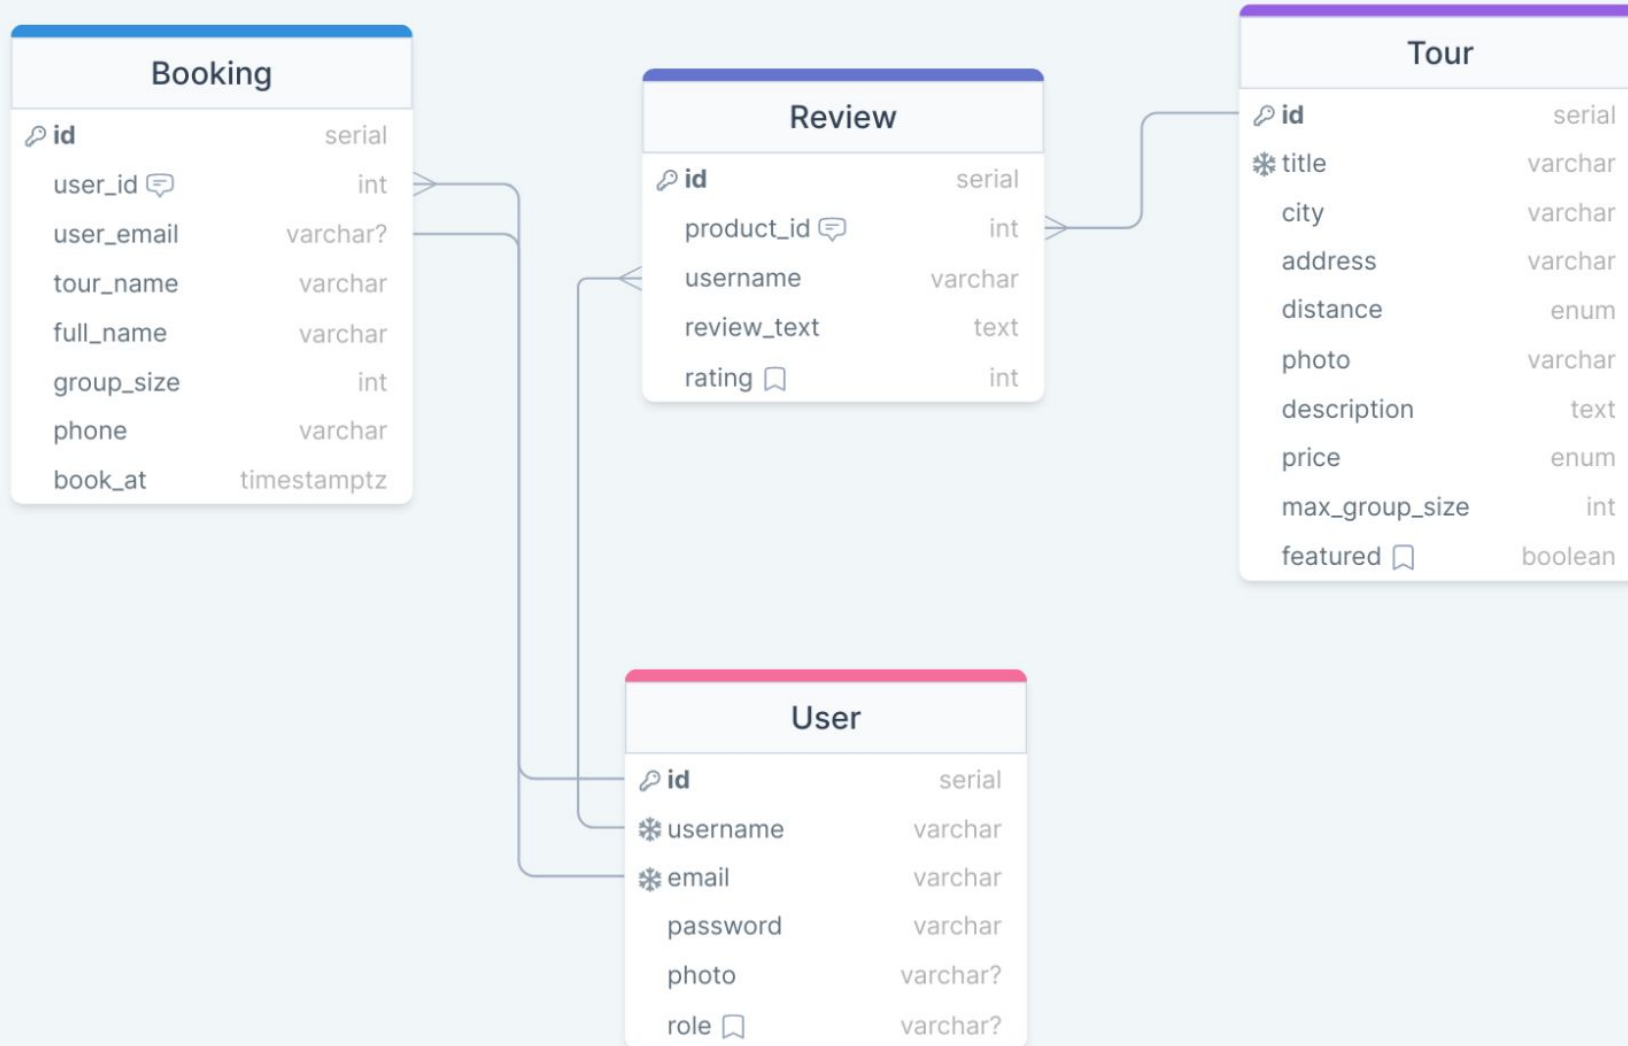 Booking
id serial
user_id int
user_email varchar?
tour_name varchar
full_name varchar
group_size int
phone varchar
book_at timestamptz
Review
id serial
product_id int
username varchar
review_text text
rating int
Tour
id serial
title varchar
city varchar
address varchar
distance enum
photo varchar
description text
price enum
max_group_size int
featured boolean
User
id serial
username varchar
email varchar
password varchar
photo varchar?
role varchar?